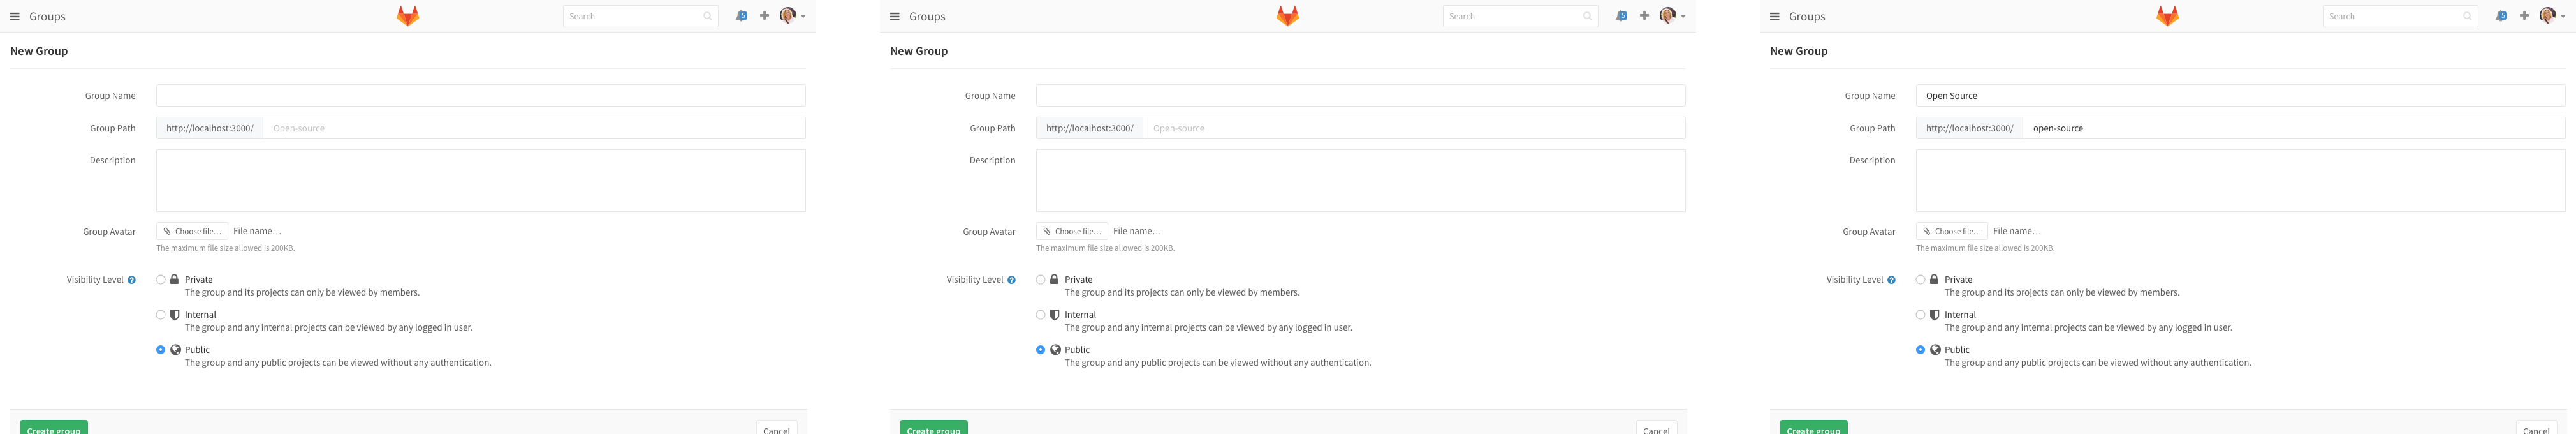 Groups
Search
5
New Group
Group Name
Group Path http://localhost:3000/ Open-source
Description
Group Avatar Choose file... File name...
The maximum file size allowed is 200KB.
Visibility Level ? Private
The group and its projects can only be viewed by members.
Internal
The group and any internal projects can be viewed by any logged in user.
Public
The group and any public projects can be viewed without any authentication.
Create group Cancel
Groups
Search
5
New Group
Group Name
Group Path http://localhost:3000/ Open-source
Description
Group Avatar Choose file... File name...
The maximum file size allowed is 200KB.
Visibility Level ? Private
The group and its projects can only be viewed by members.
Internal
The group and any internal projects can be viewed by any logged in user.
Public
The group and any public projects can be viewed without any authentication.
Create group Cancel
Groups
Search
5
New Group
Group Name Open Source
Group Path http://localhost:3000/ open-source
Description
Group Avatar Choose file... File name...
The maximum file size allowed is 200KB.
Visibility Level ? Private
The group and its projects can only be viewed by members.
Internal
The group and any internal projects can be viewed by any logged in user.
Public
The group and any public projects can be viewed without any authentication.
Create group Cancel